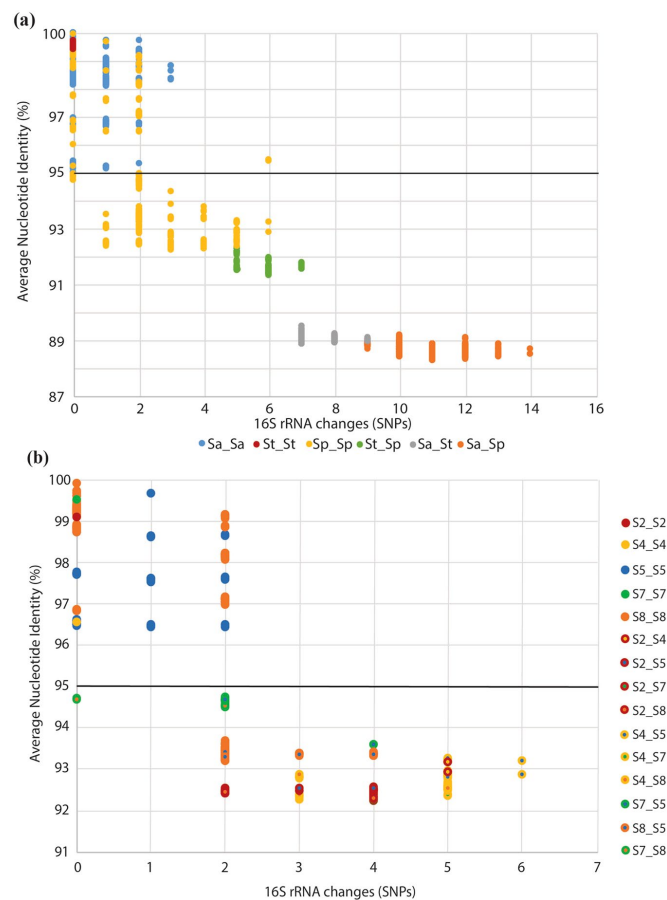 (a)
Average Nucleotide Identity (%)
100
97
95
93
91
89
87
0 2 4 6 8 10 12 14 16
16S rRNA changes (SNPs)
Sa_Sa St_St Sp_Sp St_Sp Sa_St Sa_Sp
(b)
Average Nucleotide Identity (%)
100
99
98
97
96
95
94
93
92
91
0 1 2 3 4 5 6 7
16S rRNA changes (SNPs)
S2_S2
S4_S4
S5_S5
S7_S7
S8_S8
S2_S4
S2_S5
S2_S7
S2_S8
S4_S5
S4_S7
S4_S8
S7_S5
S8_S5
S7_S8